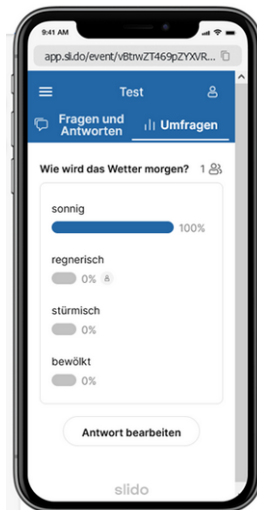 9:41 AM
app.sli.do/event/vBtrwZT469pZYXVR...
Test
Fragen und
Antworten
Umfragen
Wie wird das Wetter morgen? 1
sonnig
100%
regnerisch
0%
stürmisch
0%
bewölkt
0%
Antwort bearbeiten
slido